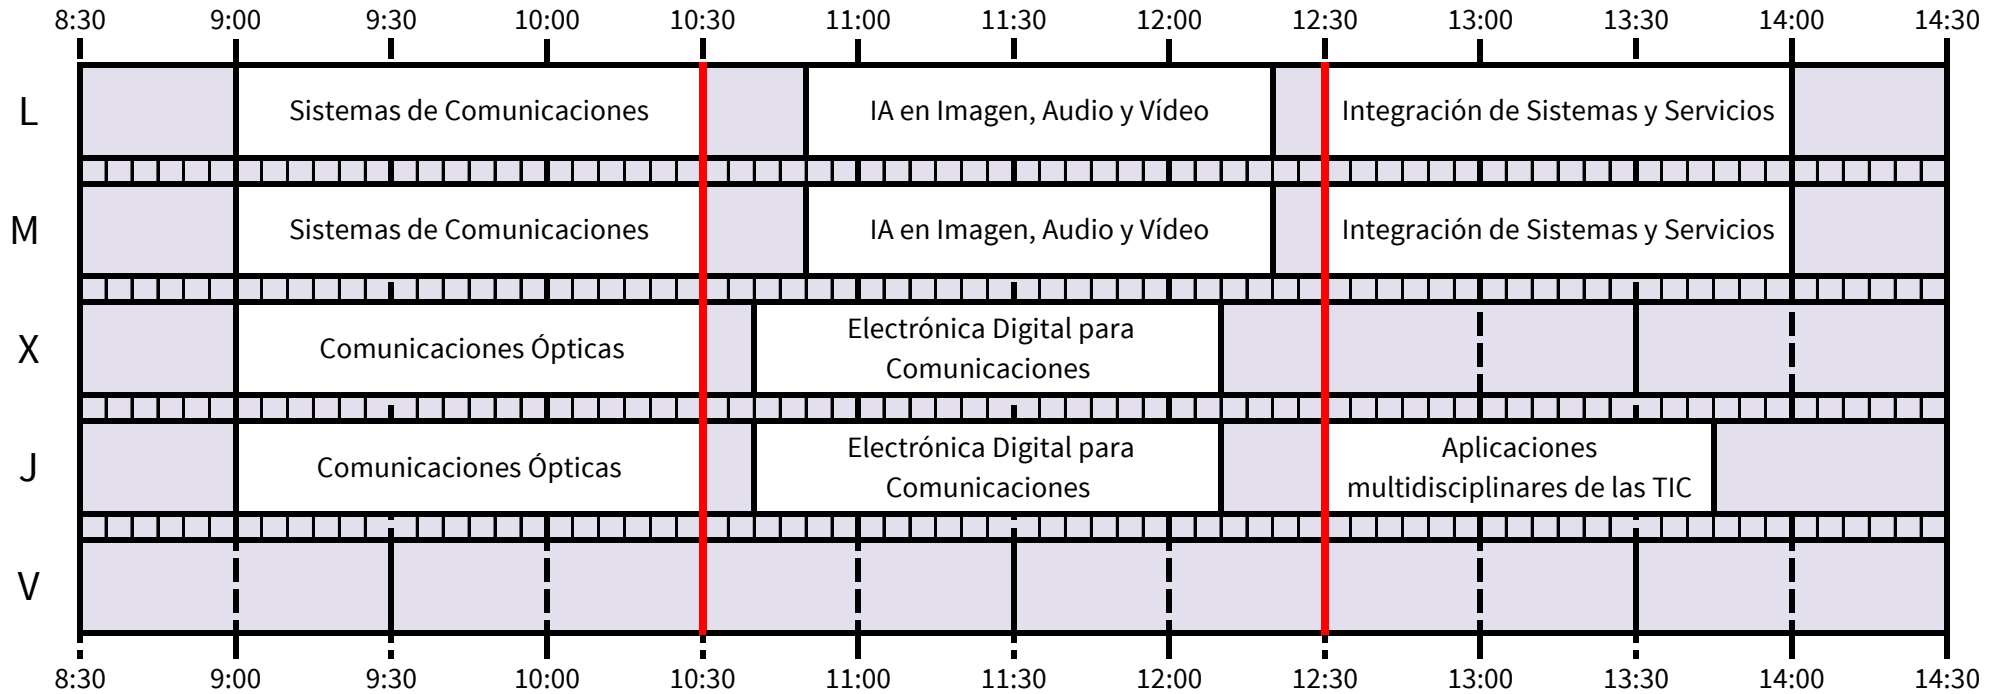 8:30 9:00 9:30 10:00 10:30 11:00 11:30 12:00 12:30 13:00 13:30 14:00 14:30
L Sistemas de Comunicaciones IA en Imagen, Audio y Vídeo Integración de Sistemas y Servicios
M Sistemas de Comunicaciones IA en Imagen, Audio y Vídeo Integración de Sistemas y Servicios
X Comunicaciones Ópticas Electrónica Digital para
Comunicaciones
J Comunicaciones Ópticas Electrónica Digital para
Comunicaciones
Aplicaciones
multidisciplinares de las TIC
V
8:30 9:00 9:30 10:00 10:30 11:00 11:30 12:00 12:30 13:00 13:30 14:00 14:30